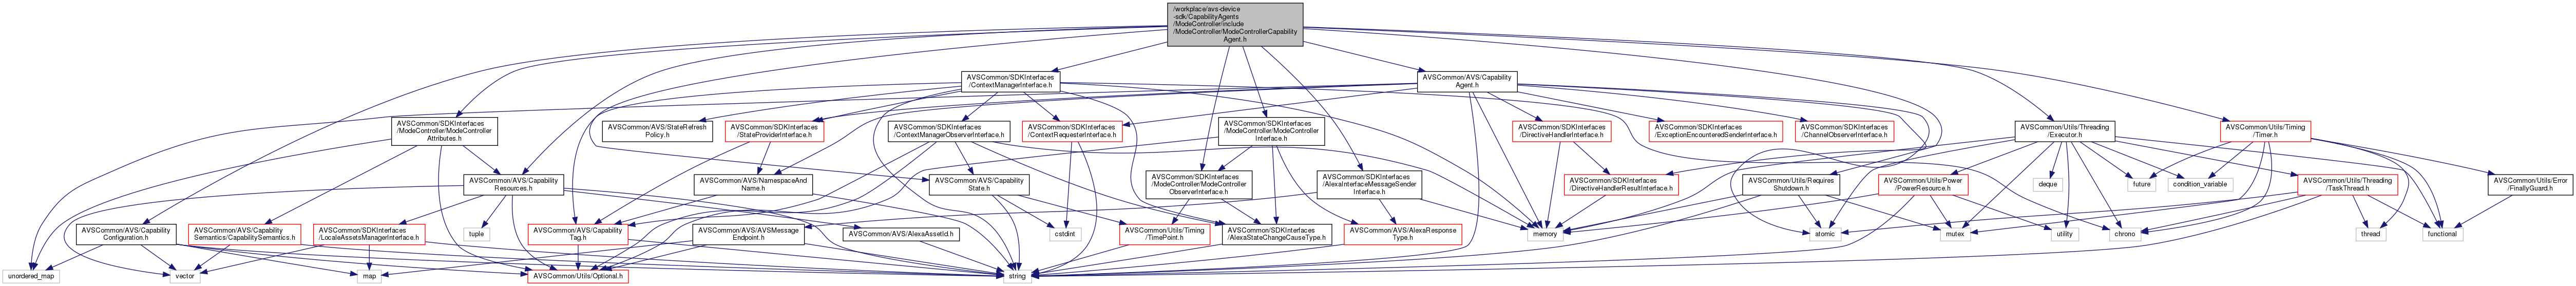 /workplace/avs-device
-sdk/CapabilityAgents
/ModeController/include
/ModeController/ModeControllerCapability
Agent.h
AVSCommon/SDKInterfaces
/ContextManagerInterface.h
AVSCommon/AVS/Capability
Agent.h
AVSCommon/SDKInterfaces
/ModeController/ModeController
Attributes.h
AVSCommon/AVS/StateRefresh
Policy.h
AVSCommon/SDKInterfaces
/StateProviderInterface.h
AVSCommon/SDKInterfaces
/ContextManagerObserverInterface.h
AVSCommon/SDKInterfaces
/ContextRequesterInterface.h
AVSCommon/SDKInterfaces
/ModeController/ModeController
Interface.h
AVSCommon/SDKInterfaces
/DirectiveHandlerInterface.h
AVSCommon/SDKInterfaces
/ExceptionEncounteredSenderInterface.h
AVSCommon/SDKInterfaces
/ChannelObserverInterface.h
AVSCommon/Utils/Threading
/Executor.h
AVSCommon/Utils/Timing
/Timer.h
AVSCommon/AVS/Capability
Resources.h
AVSCommon/AVS/NamespaceAnd
Name.h
AVSCommon/AVS/Capability
State.h
AVSCommon/SDKInterfaces
/ModeController/ModeController
ObserverInterface.h
AVSCommon/SDKInterfaces
/AlexaInterfaceMessageSender
Interface.h
AVSCommon/SDKInterfaces
/DirectiveHandlerResultInterface.h
AVSCommon/Utils/Requires
Shutdown.h
AVSCommon/Utils/Power
/PowerResource.h
deque
future
condition_variable
AVSCommon/Utils/Threading
/TaskThread.h
AVSCommon/Utils/Error
/FinallyGuard.h
AVSCommon/AVS/Capability
Configuration.h
AVSCommon/AVS/Capability
Semantics/CapabilitySemantics.h
AVSCommon/SDKInterfaces
/LocaleAssetsManagerInterface.h
tuple
AVSCommon/AVS/Capability
Tag.h
AVSCommon/AVS/AVSMessage
Endpoint.h
AVSCommon/AVS/AlexaAssetId.h
cstdint
AVSCommon/Utils/Timing
/TimePoint.h
AVSCommon/SDKInterfaces
/AlexaStateChangeCauseType.h
AVSCommon/AVS/AlexaResponse
Type.h
memory
atomic
mutex
utility
chrono
thread
functional
unordered_map
vector
map
AVSCommon/Utils/Optional.h
string